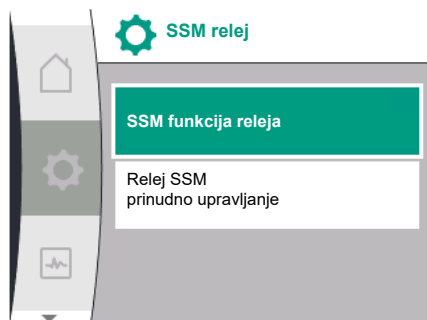 SSM relej
SSM funkcija releja
Relej SSM
prinudno upravljanje